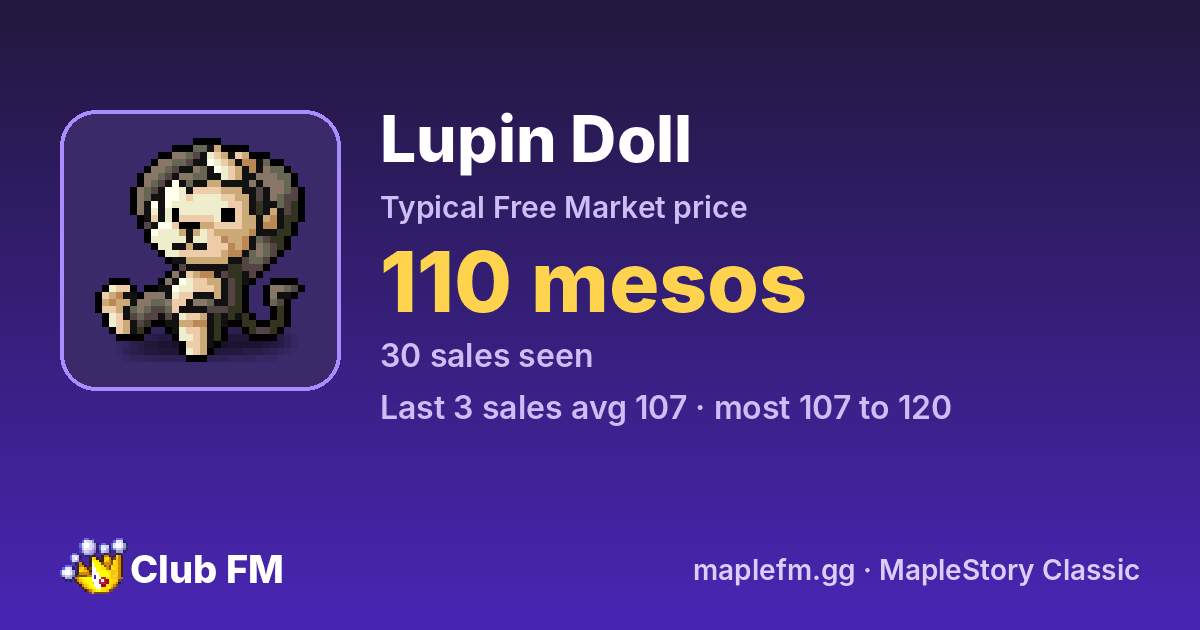 Lupin Doll
Typical Free Market price
110 mesos
30 sales seen
Last 3 sales avg 107 · most 107 to 120
Club FM
maplefm.gg · MapleStory Classic